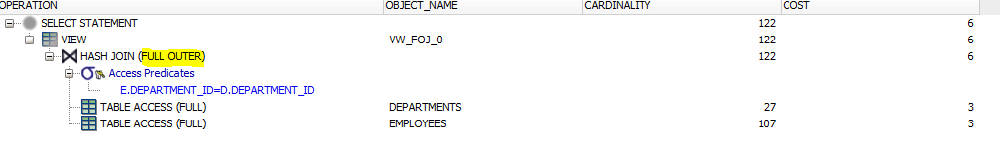 OPERATION OBJECT_NAME CARDINALITY COST
SELECT STATEMENT 122 6
VIEW VW_FOJ_0 122 6
HASH JOIN (FULL OUTER) 122 6
Access Predicates
E.DEPARTMENT_ID=D.DEPARTMENT_ID
TABLE ACCESS (FULL) DEPARTMENTS 27 3
TABLE ACCESS (FULL) EMPLOYEES 107 3